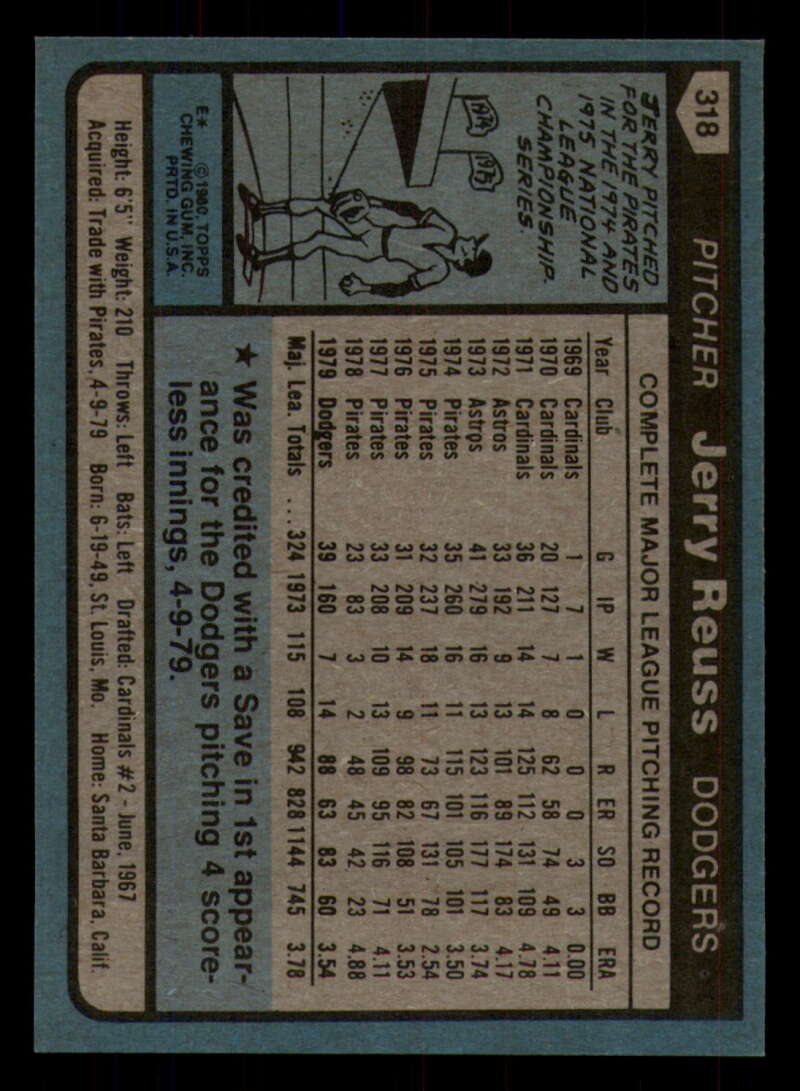 318 PITCHER Jerry Reuss DODGERS
JERRY PITCHED
FOR THE PIRATES
IN THE 1974 AND
1975 NATIONAL
LEAGUE
CHAMPIONSHIP
SERIES.
1974
1975
E* ©1980, TOPPS
CHEWING GUM, INC.
PRTD. IN U.S.A.
COMPLETE MAJOR LEAGUE PITCHING RECORD
Year Club G IP W L R ER SO BB ERA
1969 Cardinals 1 7 1 0 0 0 3 3 0.00
1970 Cardinals 20 127 7 8 62 58 74 49 4.11
1971 Cardinals 36 211 14 14 125 112 131 109 4.78
1972 Astros 33 192 9 13 101 89 174 83 4.17
1973 Astros 41 279 16 13 123 116 177 117 3.74
1974 Pirates 35 260 16 11 115 101 105 101 3.50
1975 Pirates 32 237 18 11 73 67 131 78 2.54
1976 Pirates 31 209 14 9 98 82 108 51 3.53
1977 Pirates 33 208 10 13 109 95 116 71 4.11
1978 Pirates 23 83 3 2 48 45 42 23 4.88
1979 Dodgers 39 160 7 14 88 63 83 60 3.54
Maj. Lea. Totals ... 324 1973 115 108 942 828 1144 745 3.78
★ Was credited with a Save in 1st appear-
ance for the Dodgers pitching 4 score-
less innings, 4-9-79.
Height: 6'5" Weight: 210 Throws: Left Bats: Left Drafted: Cardinals #2 - June, 1967
Acquired: Trade with Pirates, 4-9-79 Born: 6-19-49, St. Louis, Mo. Home: Santa Barbara, Calif.